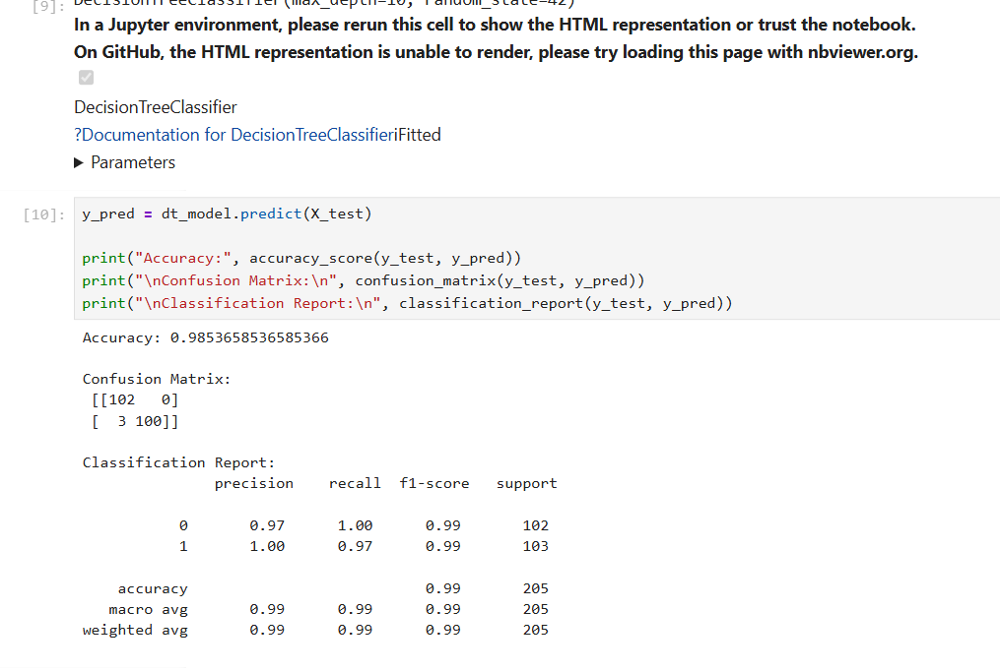 [9]: DecisionTreeClassifier(max_depth=10, random_state=42)
In a Jupyter environment, please rerun this cell to show the HTML representation or trust the notebook.
On GitHub, the HTML representation is unable to render, please try loading this page with nbviewer.org.
DecisionTreeClassifier
?Documentation for DecisionTreeClassifieriFitted
▶ Parameters
[10]: y_pred = dt_model.predict(X_test)
print("Accuracy:", accuracy_score(y_test, y_pred))
print("\nConfusion Matrix:\n", confusion_matrix(y_test, y_pred))
print("\nClassification Report:\n", classification_report(y_test, y_pred))
Accuracy: 0.9853658536585366
Confusion Matrix:
[[102   0]
[  3 100]]
Classification Report:
precision    recall  f1-score   support
0       0.97      1.00      0.99       102
1       1.00      0.97      0.99       103
accuracy                           0.99       205
macro avg       0.99      0.99      0.99       205
weighted avg       0.99      0.99      0.99       205